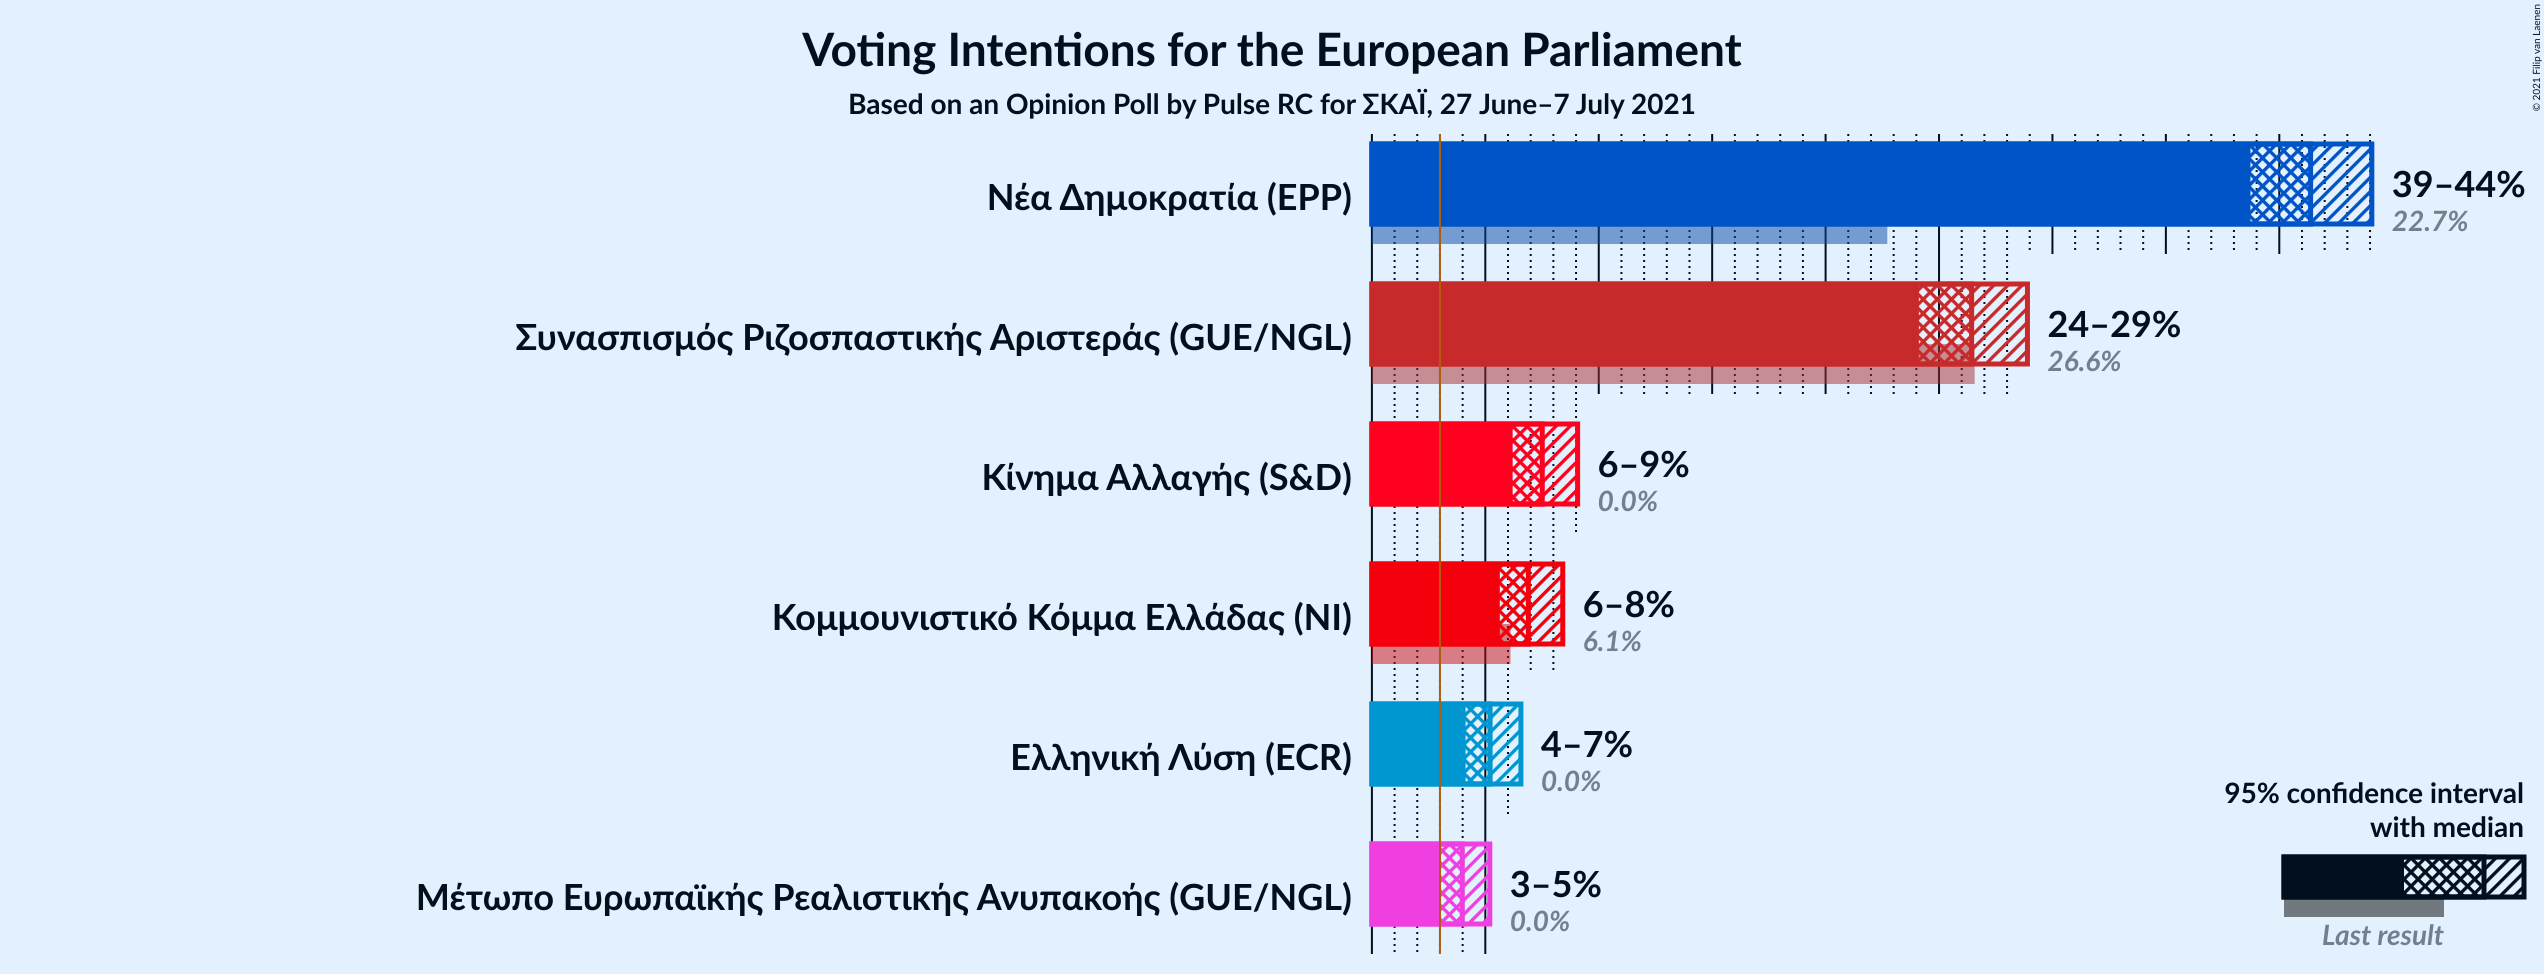 Voting Intentions for the European Parliament
Based on an Opinion Poll by Pulse RC for ΣΚΑΪ, 27 June–7 July 2021
© 2021 Filip van Laenen
Νέα Δημοκρατία (EPP)
39–44%
22.7%
Συνασπισμός Ριζοσπαστικής Αριστεράς (GUE/NGL)
24–29%
26.6%
Κίνημα Αλλαγής (S&D)
6–9%
0.0%
Κομμουνιστικό Κόμμα Ελλάδας (NI)
6–8%
6.1%
Ελληνική Λύση (ECR)
4–7%
0.0%
Μέτωπο Ευρωπαϊκής Ρεαλιστικής Ανυπακοής (GUE/NGL)
3–5%
0.0%
95% confidence interval
with median
Last result